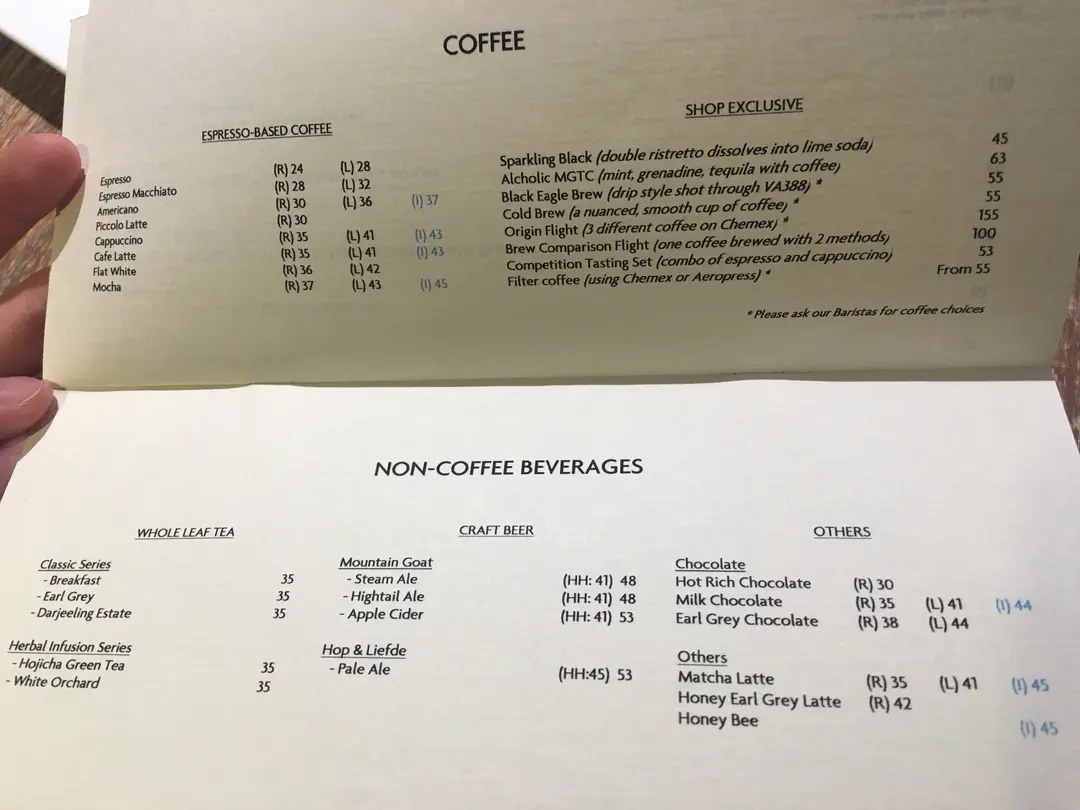 COFFEE
ESPRESSO-BASED COFFEE
Espresso (R) 24 (L) 28
Espresso Macchiato (R) 28 (L) 32
Americano (R) 30 (L) 36 (I) 37
Piccolo Latte (R) 30
Cappuccino (R) 35 (L) 41 (I) 43
Cafe Latte (R) 35 (L) 41 (I) 43
Flat White (R) 36 (L) 42
Mocha (R) 37 (L) 43 (I) 45
SHOP EXCLUSIVE
Sparkling Black (double ristretto dissolves into lime soda) 45
Alcholic MGTC (mint, grenadine, tequila with coffee) 63
Black Eagle Brew (drip style shot through VA388) * 55
Cold Brew (a nuanced, smooth cup of coffee) * 55
Origin Flight (3 different coffee on Chemex) * 155
Brew Comparison Flight (one coffee brewed with 2 methods) 100
Competition Tasting Set (combo of espresso and cappuccino) 53
Filter coffee (using Chemex or Aeropress) * From 55
* Please ask our Baristas for coffee choices
NON-COFFEE BEVERAGES
WHOLE LEAF TEA
Classic Series
- Breakfast 35
- Earl Grey 35
- Darjeeling Estate 35
Herbal Infusion Series
- Hojicha Green Tea 35
- White Orchard 35
CRAFT BEER
Mountain Goat
- Steam Ale (HH: 41) 48
- Hightail Ale (HH: 41) 48
- Apple Cider (HH: 41) 53
Hop & Liefde
- Pale Ale (HH:45) 53
OTHERS
Chocolate
Hot Rich Chocolate (R) 30
Milk Chocolate (R) 35 (L) 41 (I) 44
Earl Grey Chocolate (R) 38 (L) 44
Others
Matcha Latte (R) 35 (L) 41 (I) 45
Honey Earl Grey Latte (R) 42
Honey Bee (I) 45